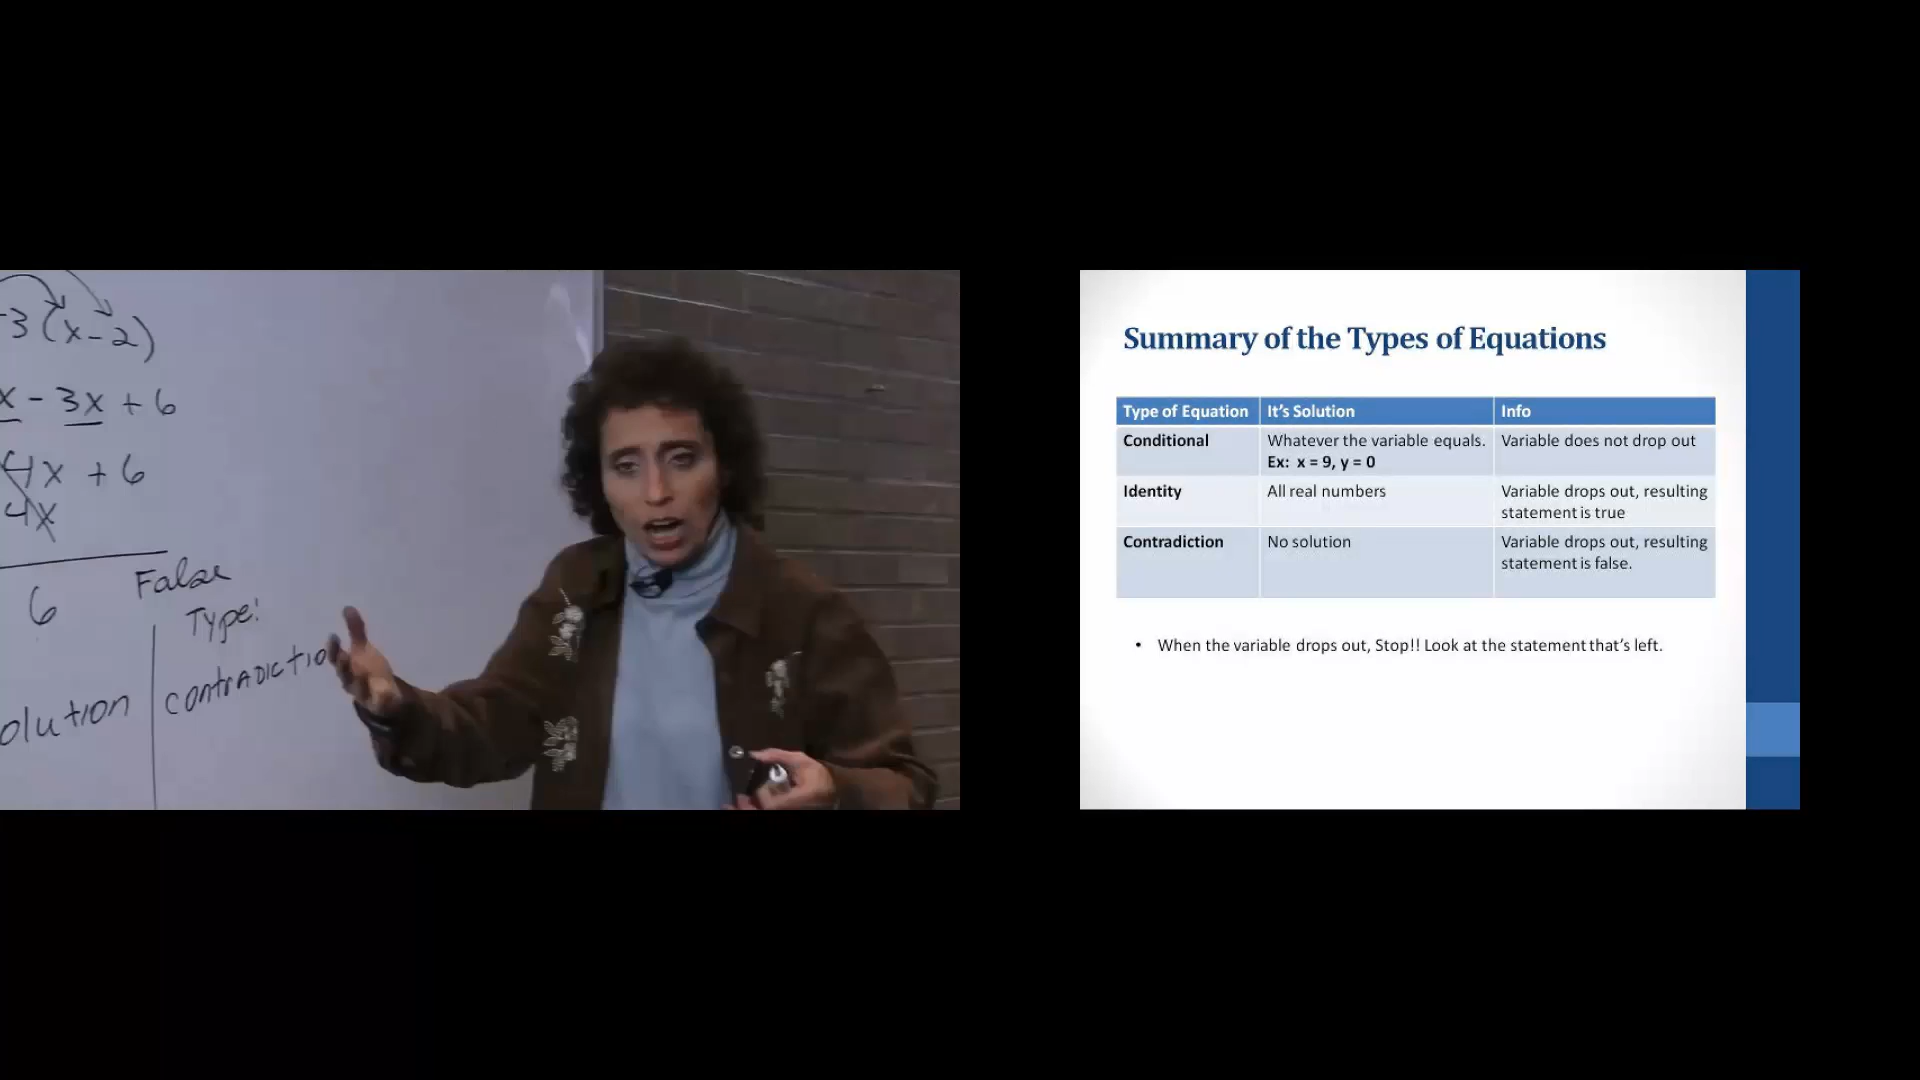 -3(x-2)
x - 3x + 6
4x + 6
4x
6
False
Type:
contradictio
olution
Summary of the Types of Equations
Type of Equation It's Solution Info
Conditional Whatever the variable equals. Variable does not drop out
Ex: x = 9, y = 0
Identity All real numbers Variable drops out, resulting
statement is true
Contradiction No solution Variable drops out, resulting
statement is false.
• When the variable drops out, Stop!! Look at the statement that's left.